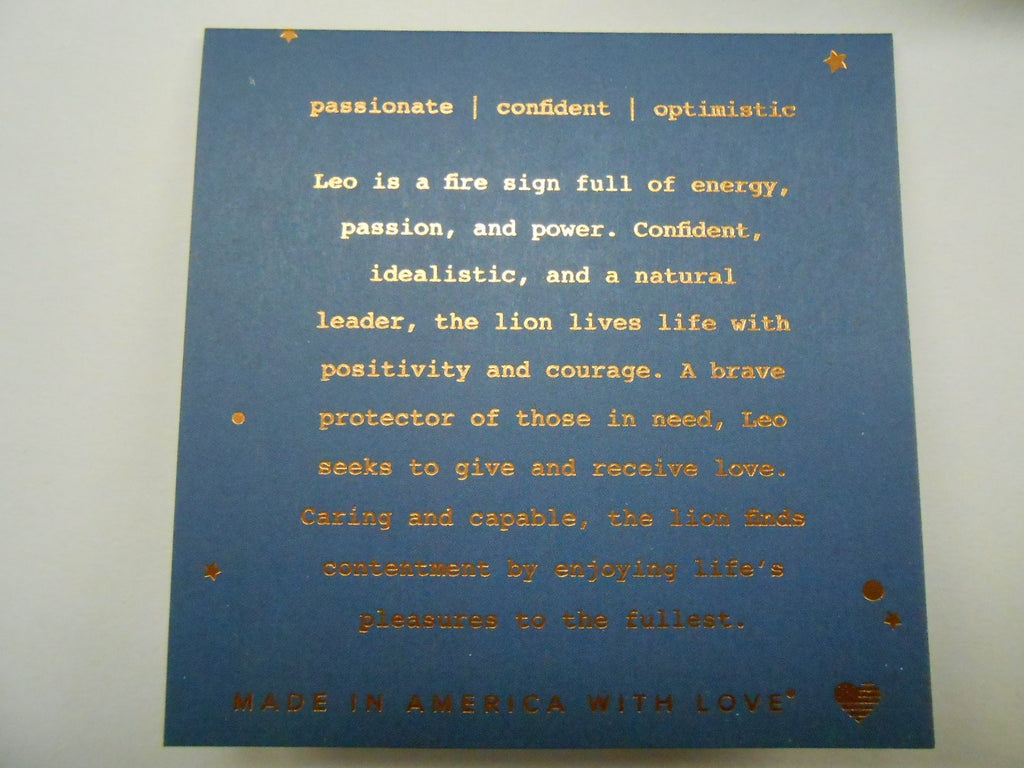 passionate | confident | optimistic
Leo is a fire sign full of energy,
passion, and power. Confident,
idealistic, and a natural
leader, the lion lives life with
positivity and courage. A brave
protector of those in need, Leo
seeks to give and receive love.
Caring and capable, the lion finds
contentment by enjoying life's
pleasures to the fullest.
MADE IN AMERICA WITH LOVE®